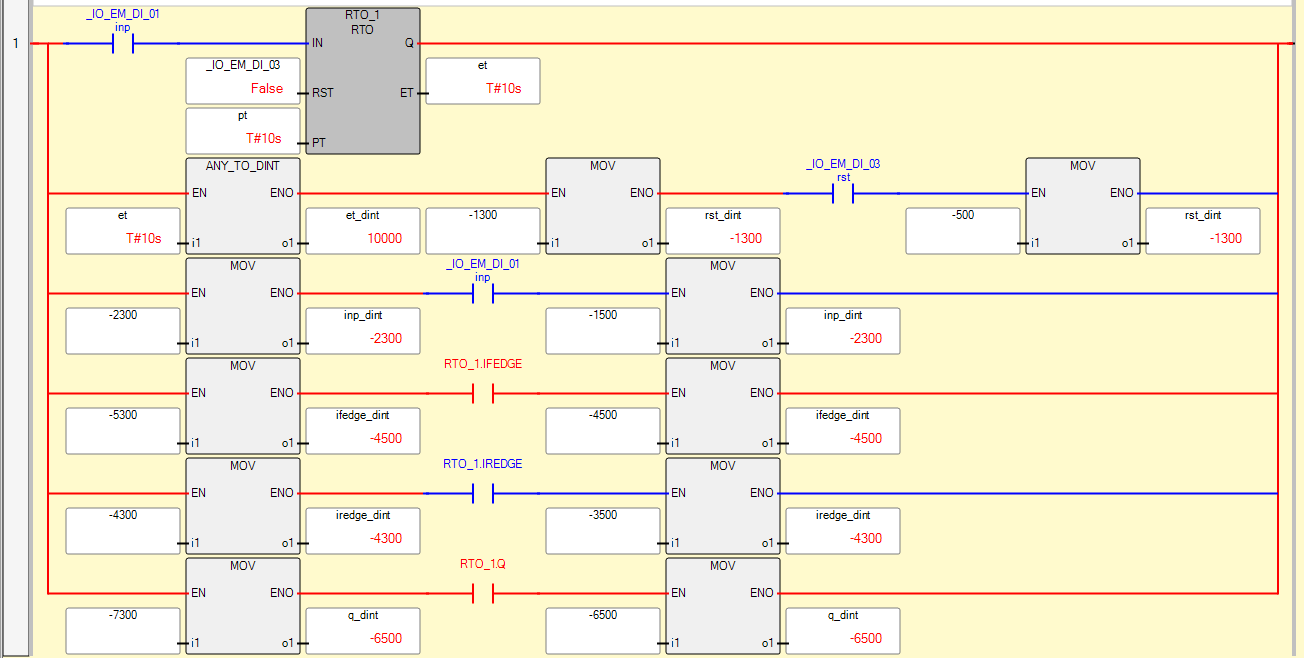 _IO_EM_DI_01
inp
RTO_1
RTO
1
IN
Q
_IO_EM_DI_03
False
RST
ET
et
T#10s
pt
T#10s
PT
ANY_TO_DINT
MOV
_IO_EM_DI_03
rst
MOV
EN
ENO
EN
ENO
EN
ENO
et
T#10s
i1
o1
et_dint
10000
-1300
i1
o1
rst_dint
-1300
-500
i1
o1
rst_dint
-1300
MOV
_IO_EM_DI_01
inp
MOV
EN
ENO
EN
ENO
-2300
i1
o1
inp_dint
-2300
-1500
i1
o1
inp_dint
-2300
MOV
RTO_1.IFEDGE
MOV
EN
ENO
EN
ENO
-5300
i1
o1
ifedge_dint
-4500
-4500
i1
o1
ifedge_dint
-4500
MOV
RTO_1.IREDGE
MOV
EN
ENO
EN
ENO
-4300
i1
o1
iredge_dint
-4300
-3500
i1
o1
iredge_dint
-4300
MOV
RTO_1.Q
MOV
EN
ENO
EN
ENO
-7300
i1
o1
q_dint
-6500
-6500
i1
o1
q_dint
-6500